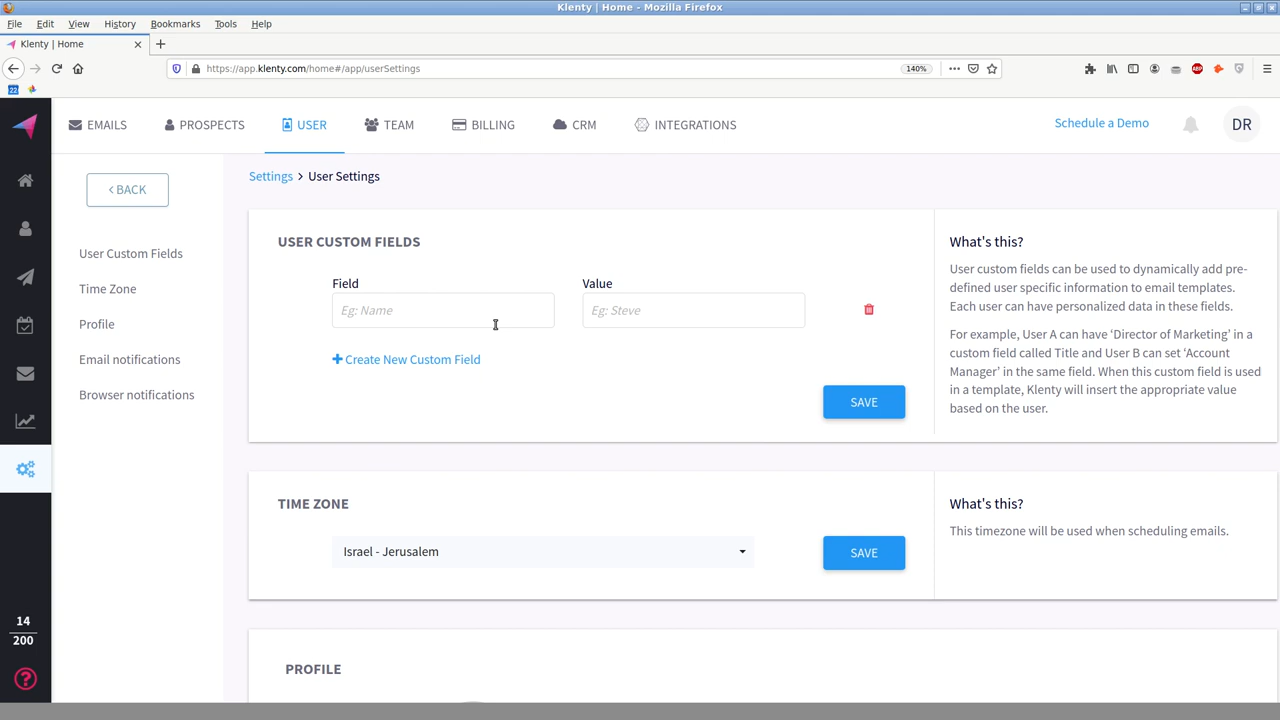 Klenty | Home - Mozilla Firefox
File Edit View History Bookmarks Tools Help
Klenty | Home
https://app.klenty.com/home#/app/userSettings
140%
ABP
22
EMAILS
PROSPECTS
USER
TEAM
BILLING
CRM
INTEGRATIONS
Schedule a Demo
DR
BACK
Settings > User Settings
User Custom Fields
Time Zone
Profile
Email notifications
Browser notifications
USER CUSTOM FIELDS
Field
Value
Eg: Name
Eg: Steve
Create New Custom Field
SAVE
What's this?
User custom fields can be used to dynamically add pre-
defined user specific information to email templates.
Each user can have personalized data in these fields.
For example, User A can have ‘Director of Marketing’ in a
custom field called Title and User B can set ‘Account
Manager’ in the same field. When this custom field is used
in a template, Klenty will insert the appropriate value
based on the user.
TIME ZONE
Israel - Jerusalem
SAVE
What's this?
This timezone will be used when scheduling emails.
PROFILE
14
200
?